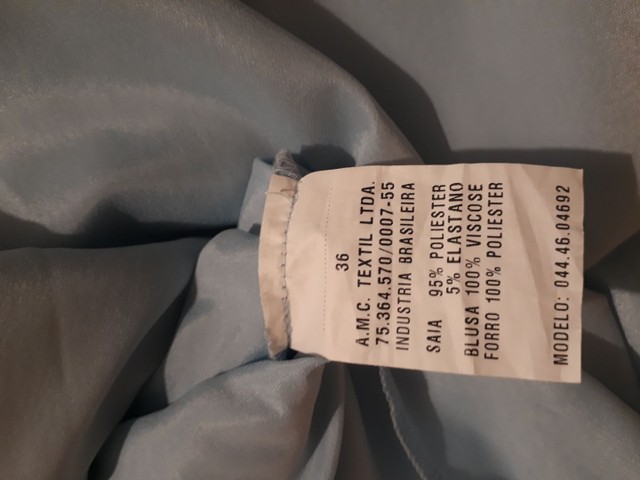 36
A.M.C. TEXTIL LTDA.
75.364.570/0007-55
INDUSTRIA BRASILEIRA
SAIA 95% POLIESTER
5% ELASTANO
BLUSA 100% VISCOSE
FORRO 100% POLIESTER
MODELO: 044.46.04692